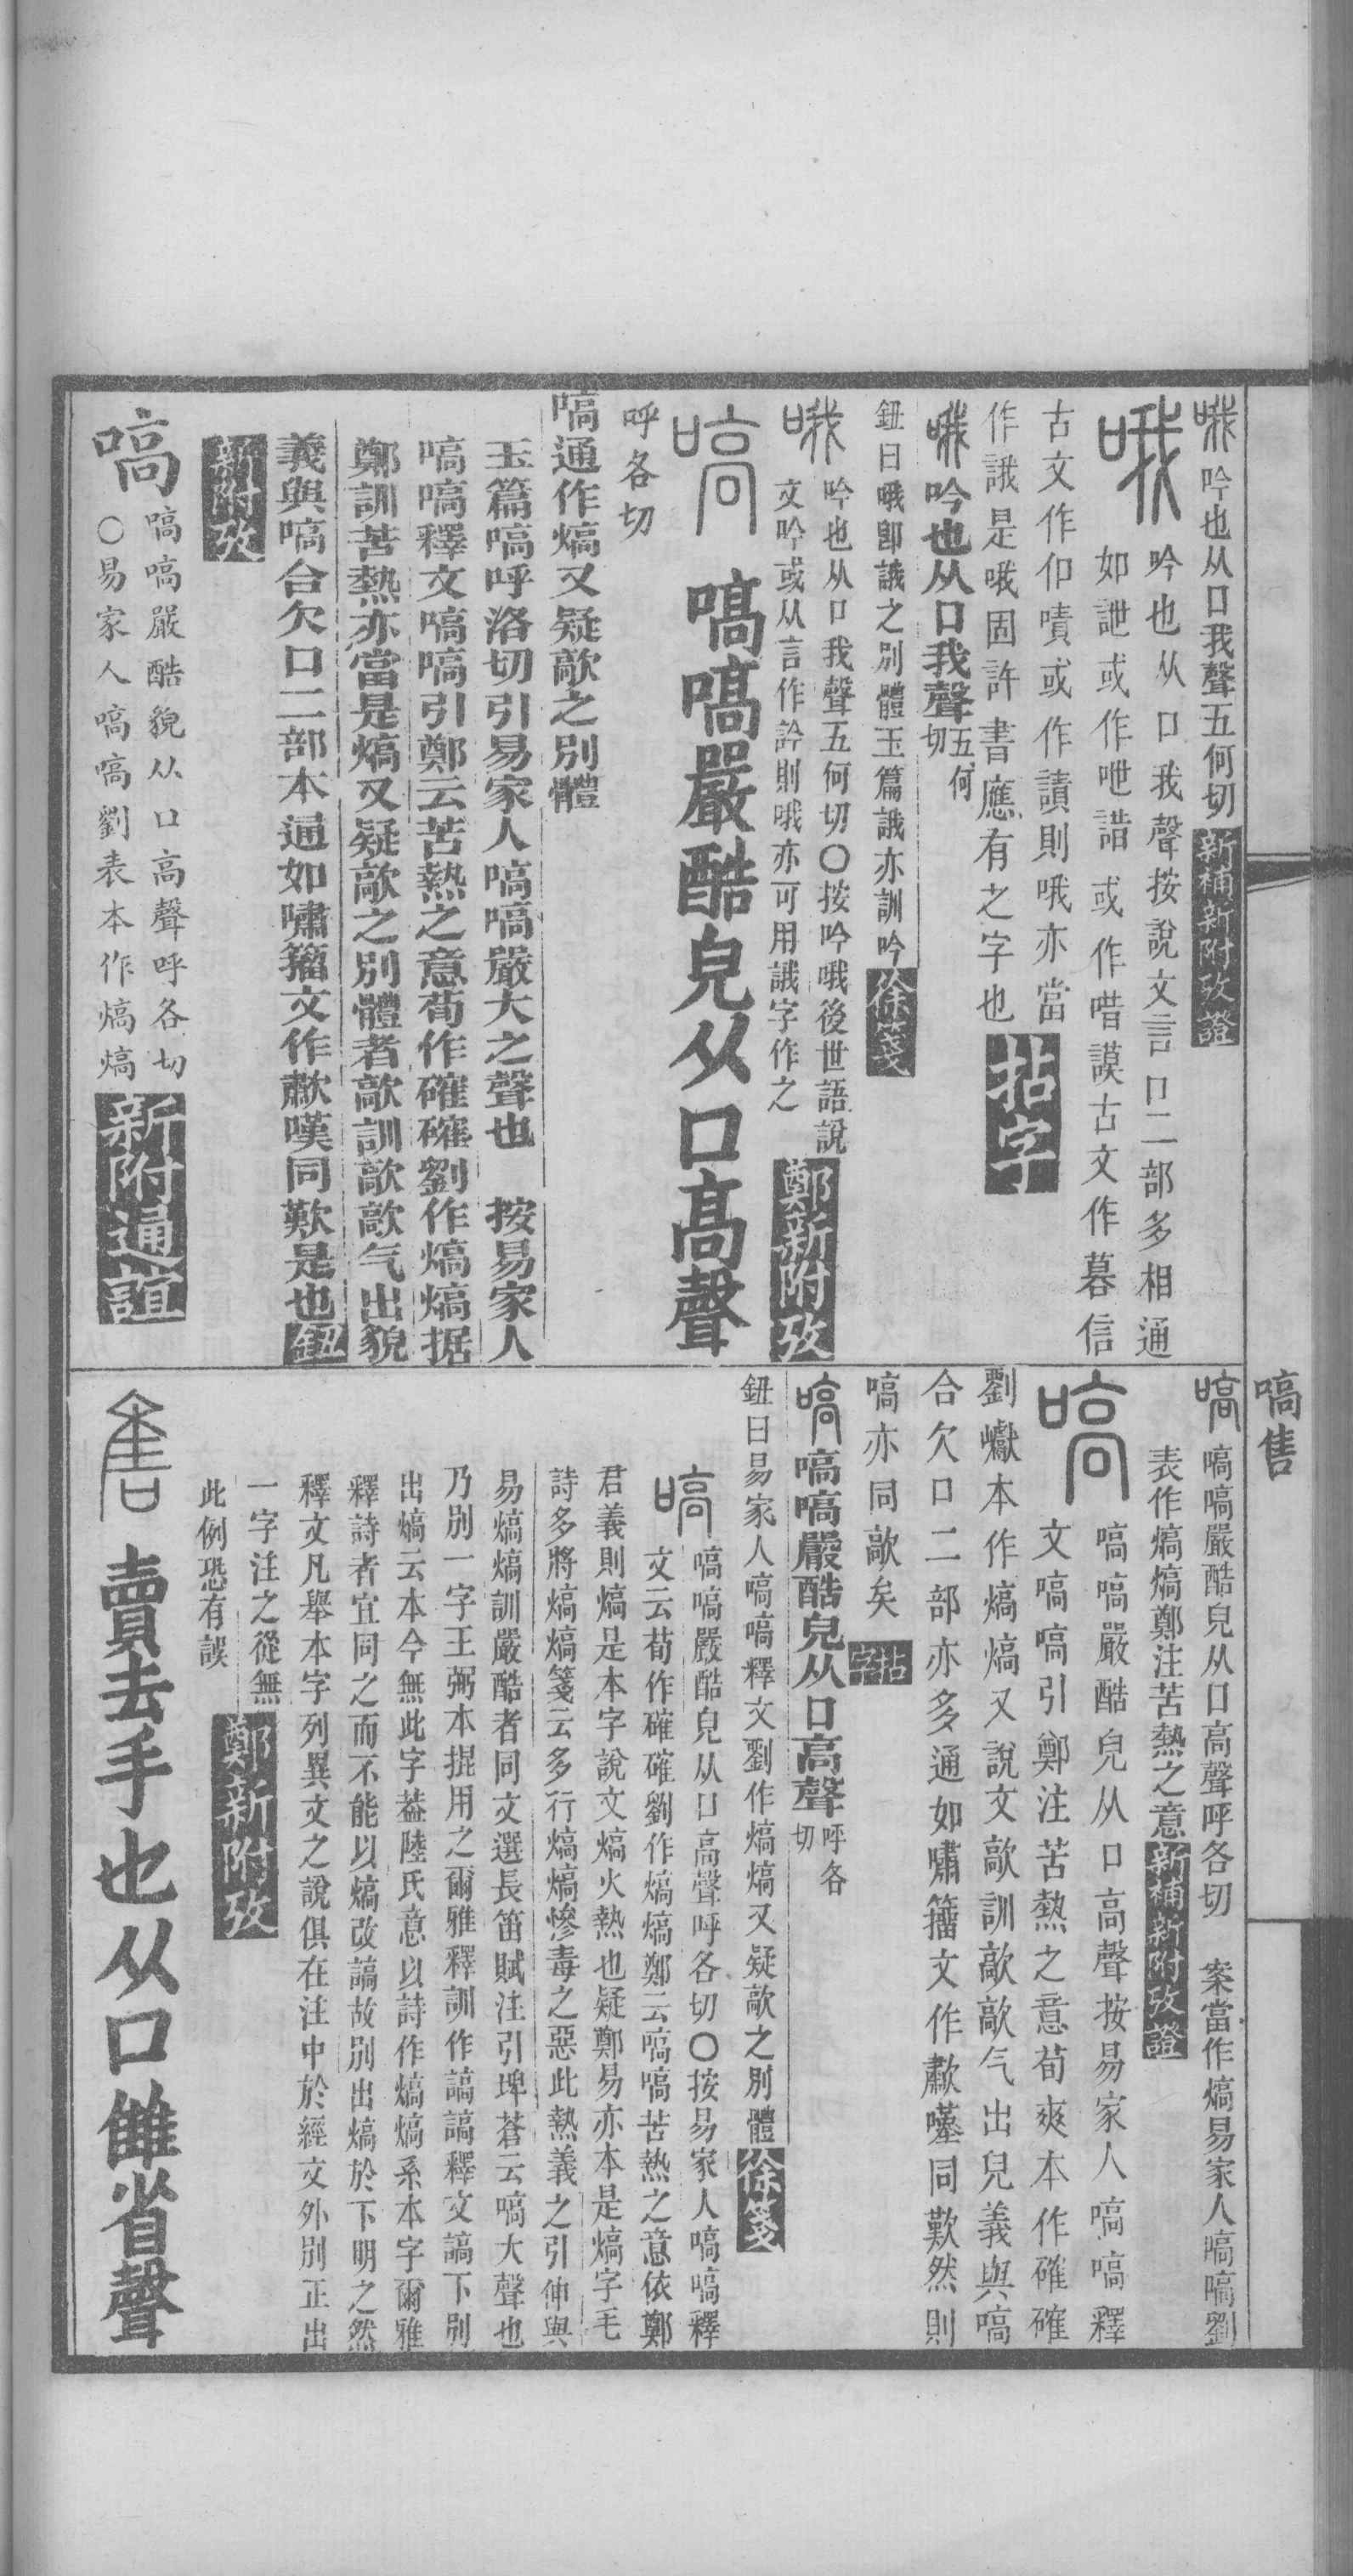 哦吟也从口我聲五何切新補新附攷證
哦吟也从口我聲按說文言口二部多相通
如詍或作呭諎或作唶謨古文作暮信
古文作㐰嘖或作讀則哦亦當
作誐是哦固許書應有之字也拈字
哦吟也从口我聲五何切
鈕曰哦卽誐之別體玉篇誐亦訓吟徐箋
哦吟也从口我聲五何切〇按吟哦後世語說
文吟或从言作訡則哦亦可用誐字作之鄭新附攷
嗃嗃嗃嚴酷皃从口高聲
呼各切
嗃通作熇又疑歊之別體
玉篇嗃呼洛切引易家人嗃嗃嚴大之聲也　按易家人
嗃嗃釋文嗃嗃引鄭云苦熱之意荀作確確劉作熇熇据
鄭訓苦熱亦當是熇又疑歊之別體者歊訓歊歊气出貌
義與嗃合欠口二部本通如嘯籀文作歗嘆同歎是也鈕
新附攷
嗃嗃嗃嚴酷貌从口高聲呼各切
〇易家人嗃嗃劉表本作熇熇新附通誼
嗃售
嗃嗃嗃嚴酷皃从口高聲呼各切　案當作熇易家人嗃嗃劉
表作熇熇鄭注苦熱之意新補新附攷證
嗃嗃嗃嚴酷皃从口高聲按易家人嗃嗃釋
文嗃嗃引鄭注苦熱之意荀爽本作確確
劉巘本作熇熇又說文歊訓歊歊气出皃義與嗃
合欠口二部亦多通如嘯籀文作歗嘆同歎然則
嗃亦同歊矣拈字
嗃嗃嗃嚴酷皃从口高聲呼各切
鈕曰易家人嗃嗃釋文劉作熇熇又疑歊之別體徐箋
嗃嗃嗃嚴酷皃从口高聲呼各切〇按易家人嗃嗃釋
文云荀作確確劉作熇熇鄭云嗃嗃苦熱之意依鄭
君義則熇是本字說文熇火熱也疑鄭易亦本是熇字毛
詩多將熇熇箋云多行熇熇慘毒之惡此熱義之引伸與
易熇熇訓嚴酷者同文選長笛賦注引埤蒼云嗃大聲也
乃別一字王弼本掍用之爾雅釋訓作謞謞釋文謞下別
出熇云本今無此字葢陸氏意以詩作熇熇系本字爾雅
釋詩者宜同之而不能以熇改謞故別出熇於下明之然
釋文凡舉本字列異文之說俱在注中於經文外別正出
一字注之從無
此例恐有誤鄭新附攷
售賣去手也从口雔省聲